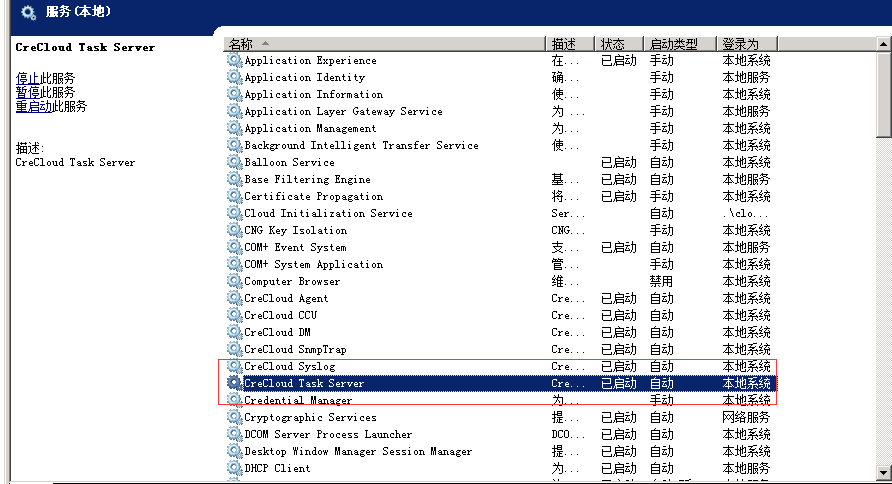 服务(本地)
CreCloud Task Server
停止此服务
暂停此服务
重启动此服务
描述:
CreCloud Task Server
名称 描述 状态 启动类型 登录为
Application Experience 在... 已启动 手动 本地系统
Application Identity 确... 手动 本地服务
Application Information 使... 手动 本地系统
Application Layer Gateway Service 为 ... 手动 本地服务
Application Management 为... 手动 本地系统
Background Intelligent Transfer Service 使... 手动 本地系统
Balloon Service 已启动 自动 本地系统
Base Filtering Engine 基... 已启动 自动 本地服务
Certificate Propagation 将... 已启动 手动 本地系统
Cloud Initialization Service Ser... 自动 .\clo...
CNG Key Isolation CNG... 手动 本地系统
COM+ Event System 支... 已启动 自动 本地服务
COM+ System Application 管... 手动 本地系统
Computer Browser 维... 禁用 本地系统
CreCloud Agent Cre... 已启动 自动 本地系统
CreCloud CCU Cre... 已启动 自动 本地系统
CreCloud DM Cre... 已启动 自动 本地系统
CreCloud SnmpTrap Cre... 已启动 自动 本地系统
CreCloud Syslog Cre... 已启动 自动 本地系统
CreCloud Task Server Cre... 已启动 自动 本地系统
Credential Manager 为... 手动 本地系统
Cryptographic Services 提... 已启动 自动 网络服务
DCOM Server Process Launcher DCO... 已启动 自动 本地系统
Desktop Window Manager Session Manager 提... 已启动 自动 本地系统
DHCP Client 为... 已启动 自动 本地服务